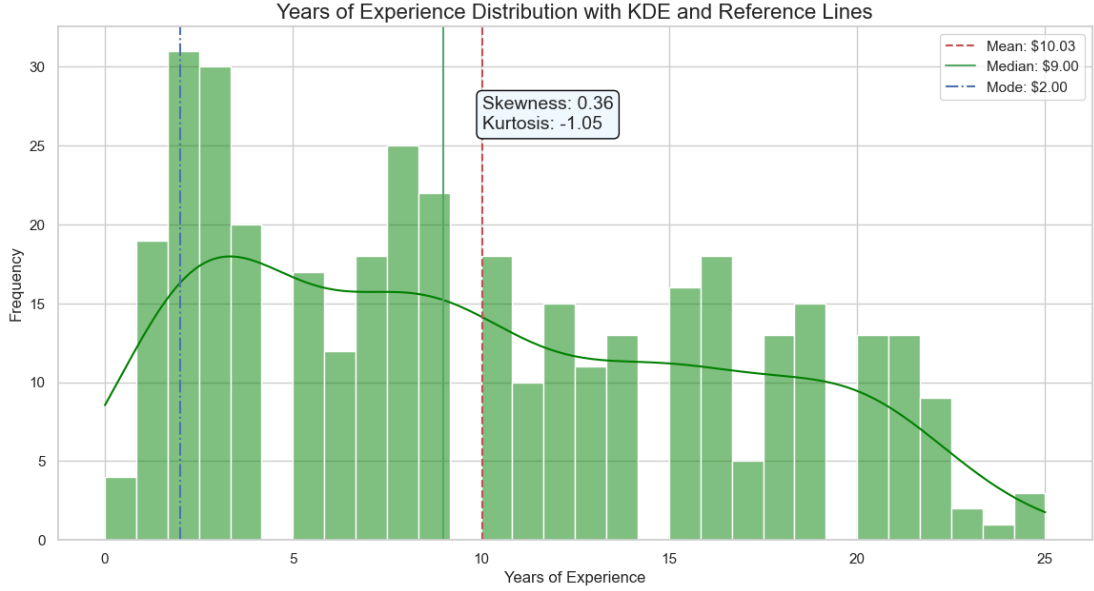 Years of Experience Distribution with KDE and Reference Lines
Mean: $10.03
Median: $9.00
Mode: $2.00
Skewness: 0.36
Kurtosis: -1.05
Frequency
30
25
20
15
10
5
0
0 5 10 15 20 25
Years of Experience